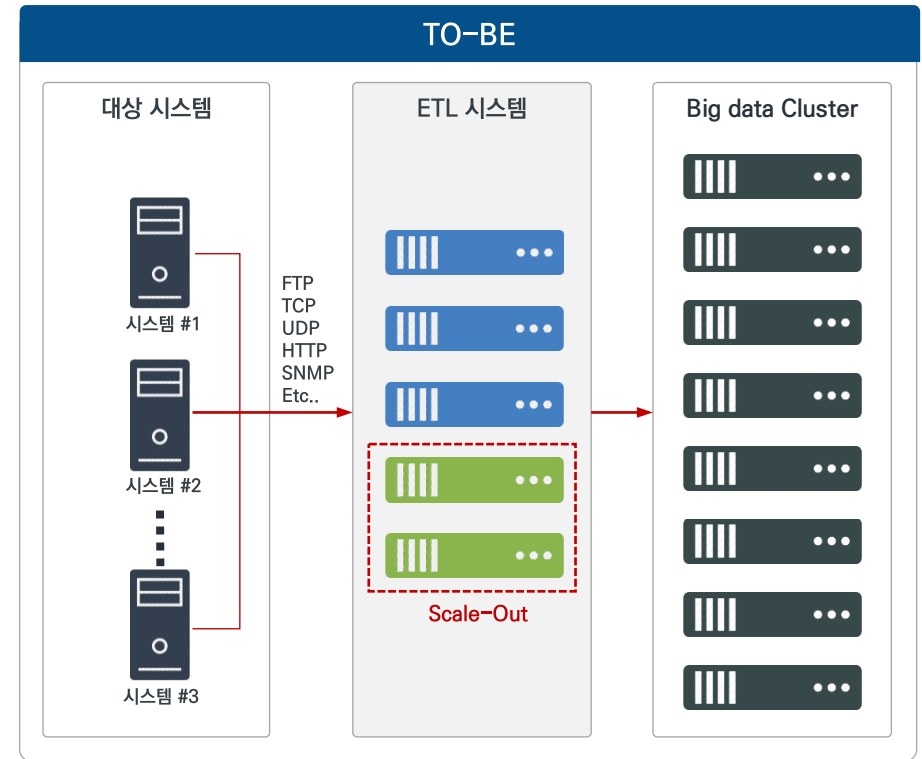 TO-BE
대상 시스템
시스템 #1
시스템 #2
시스템 #3
FTP
TCP
UDP
HTTP
SNMP
Etc..
ETL 시스템
Scale-Out
Big data Cluster